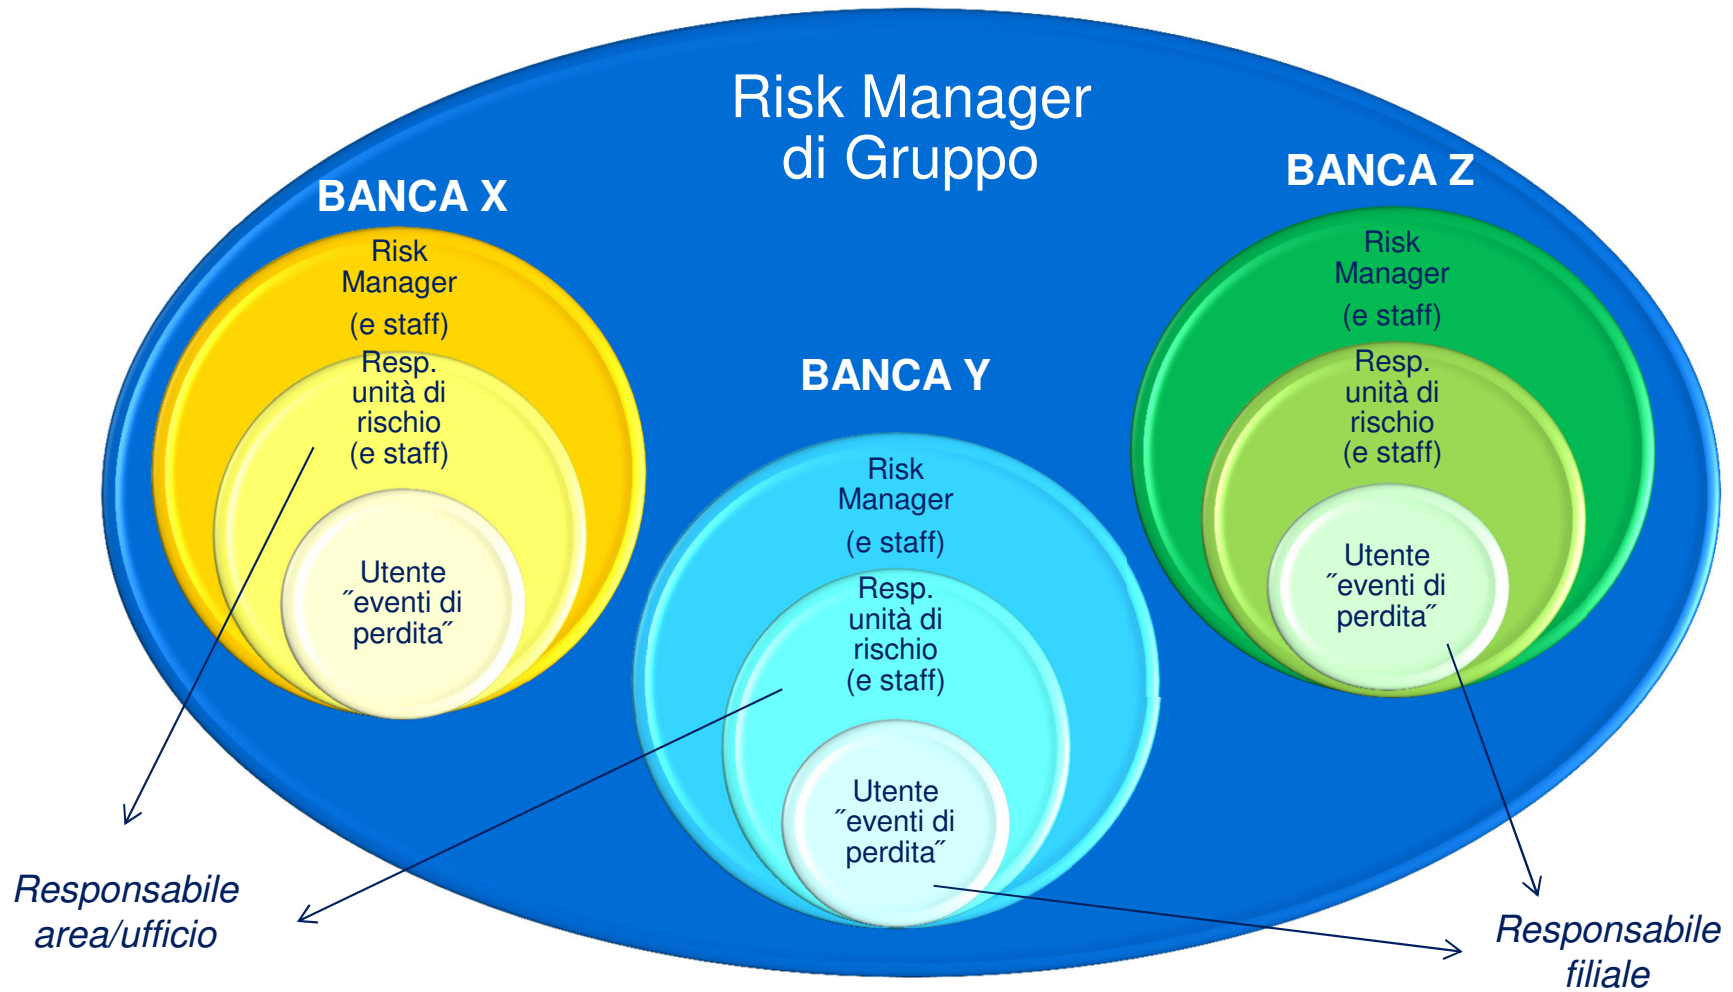 Risk Manager
di Gruppo
BANCA X
Risk
Manager
(e staff)
Resp.
unità di
rischio
(e staff)
Utente
˝eventi di
perdita˝
BANCA Y
Risk
Manager
(e staff)
Resp.
unità di
rischio
(e staff)
Utente
˝eventi di
perdita˝
BANCA Z
Risk
Manager
(e staff)
Resp.
unità di
rischio
(e staff)
Utente
˝eventi di
perdita˝
Responsabile
area/ufficio
Responsabile
filiale